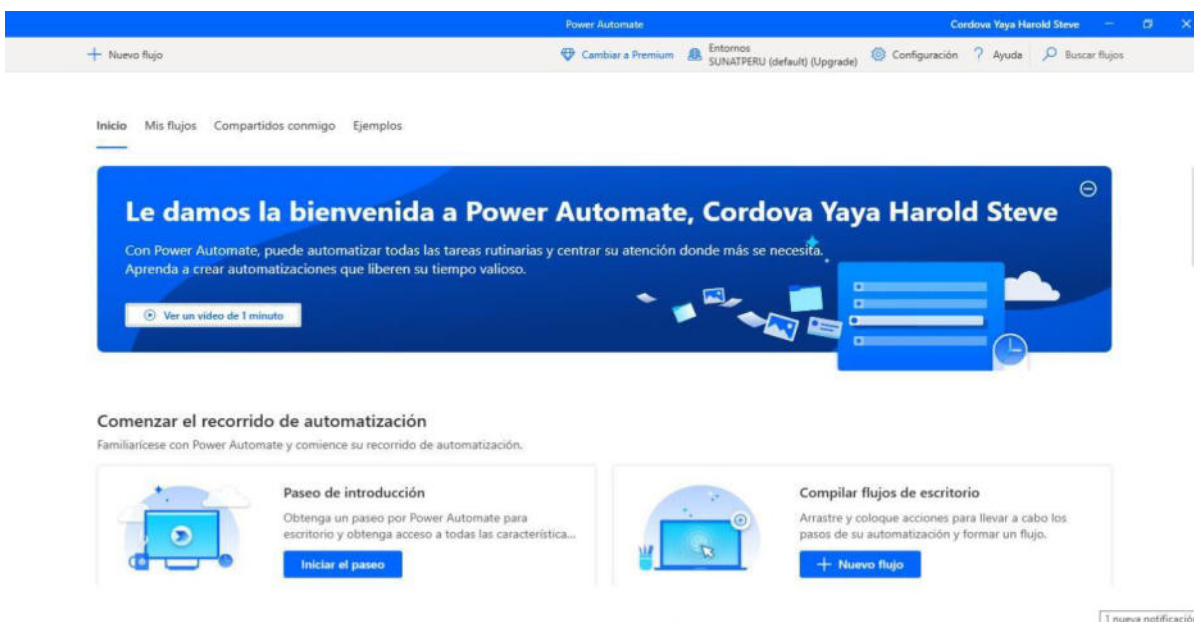 Power Automate
Cordova Yaya Harold Steve
Nuevo flujo
Cambiar a Premium
Entornos
SUNATPERU (default) (Upgrade)
Configuración
Ayuda
Buscar flujos
Inicio Mis flujos Compartidos conmigo Ejemplos
Le damos la bienvenida a Power Automate, Cordova Yaya Harold Steve
Con Power Automate, puede automatizar todas las tareas rutinarias y centrar su atención donde más se necesita.
Aprenda a crear automatizaciones que liberen su tiempo valioso.
Ver un vídeo de 1 minuto
Comenzar el recorrido de automatización
Familiarícese con Power Automate y comience su recorrido de automatización.
Paseo de introducción
Obtenga un paseo por Power Automate para
escritorio y obtenga acceso a todas las característica...
Iniciar el paseo
Compilar flujos de escritorio
Arrastre y coloque acciones para llevar a cabo los
pasos de su automatización y formar un flujo.
Nuevo flujo
1 nueva notificación